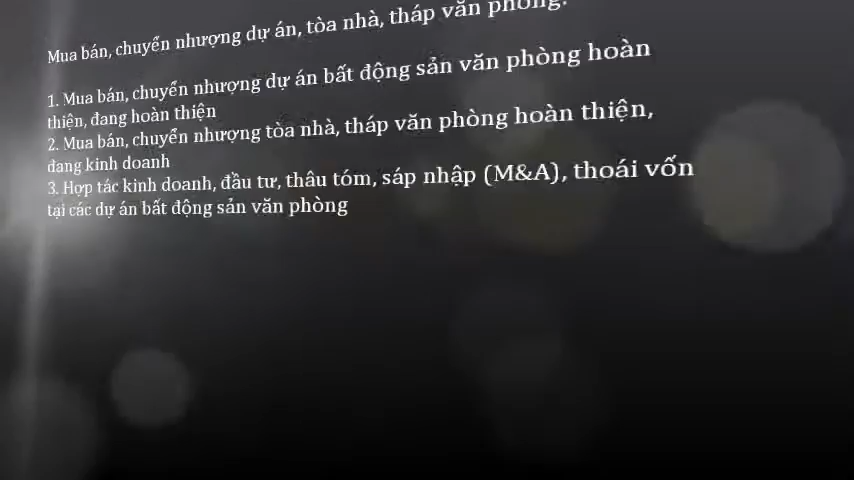 Mua bán, chuyển nhượng dự án, tòa nhà, tháp văn phòng:
1. Mua bán, chuyển nhượng dự án bất động sản văn phòng hoàn
thiện, đang hoàn thiện
2. Mua bán, chuyển nhượng tòa nhà, tháp văn phòng hoàn thiện,
đang kinh doanh
3. Hợp tác kinh doanh, đầu tư, thâu tóm, sáp nhập (M&A), thoái vốn
tại các dự án bất động sản văn phòng